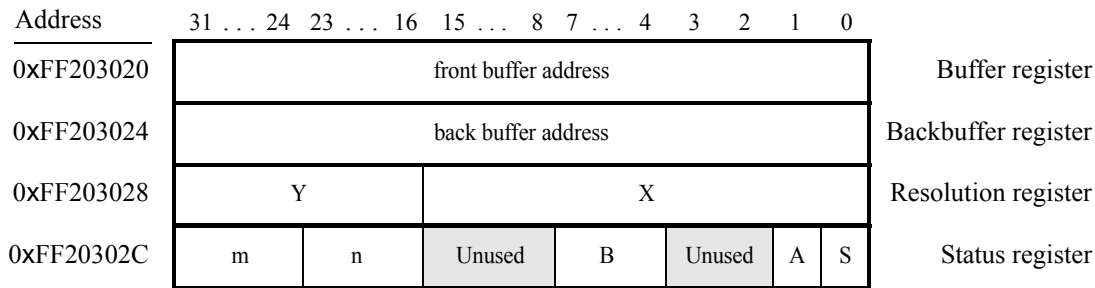 Address 31 . . . 24 23 . . . 16 15 . . . 8 7 . . . 4 3 2 1 0
0xFF203020 front buffer address Buffer register
0xFF203024 back buffer address Backbuffer register
0xFF203028 Y X Resolution register
0xFF20302C m n Unused B Unused A S Status register